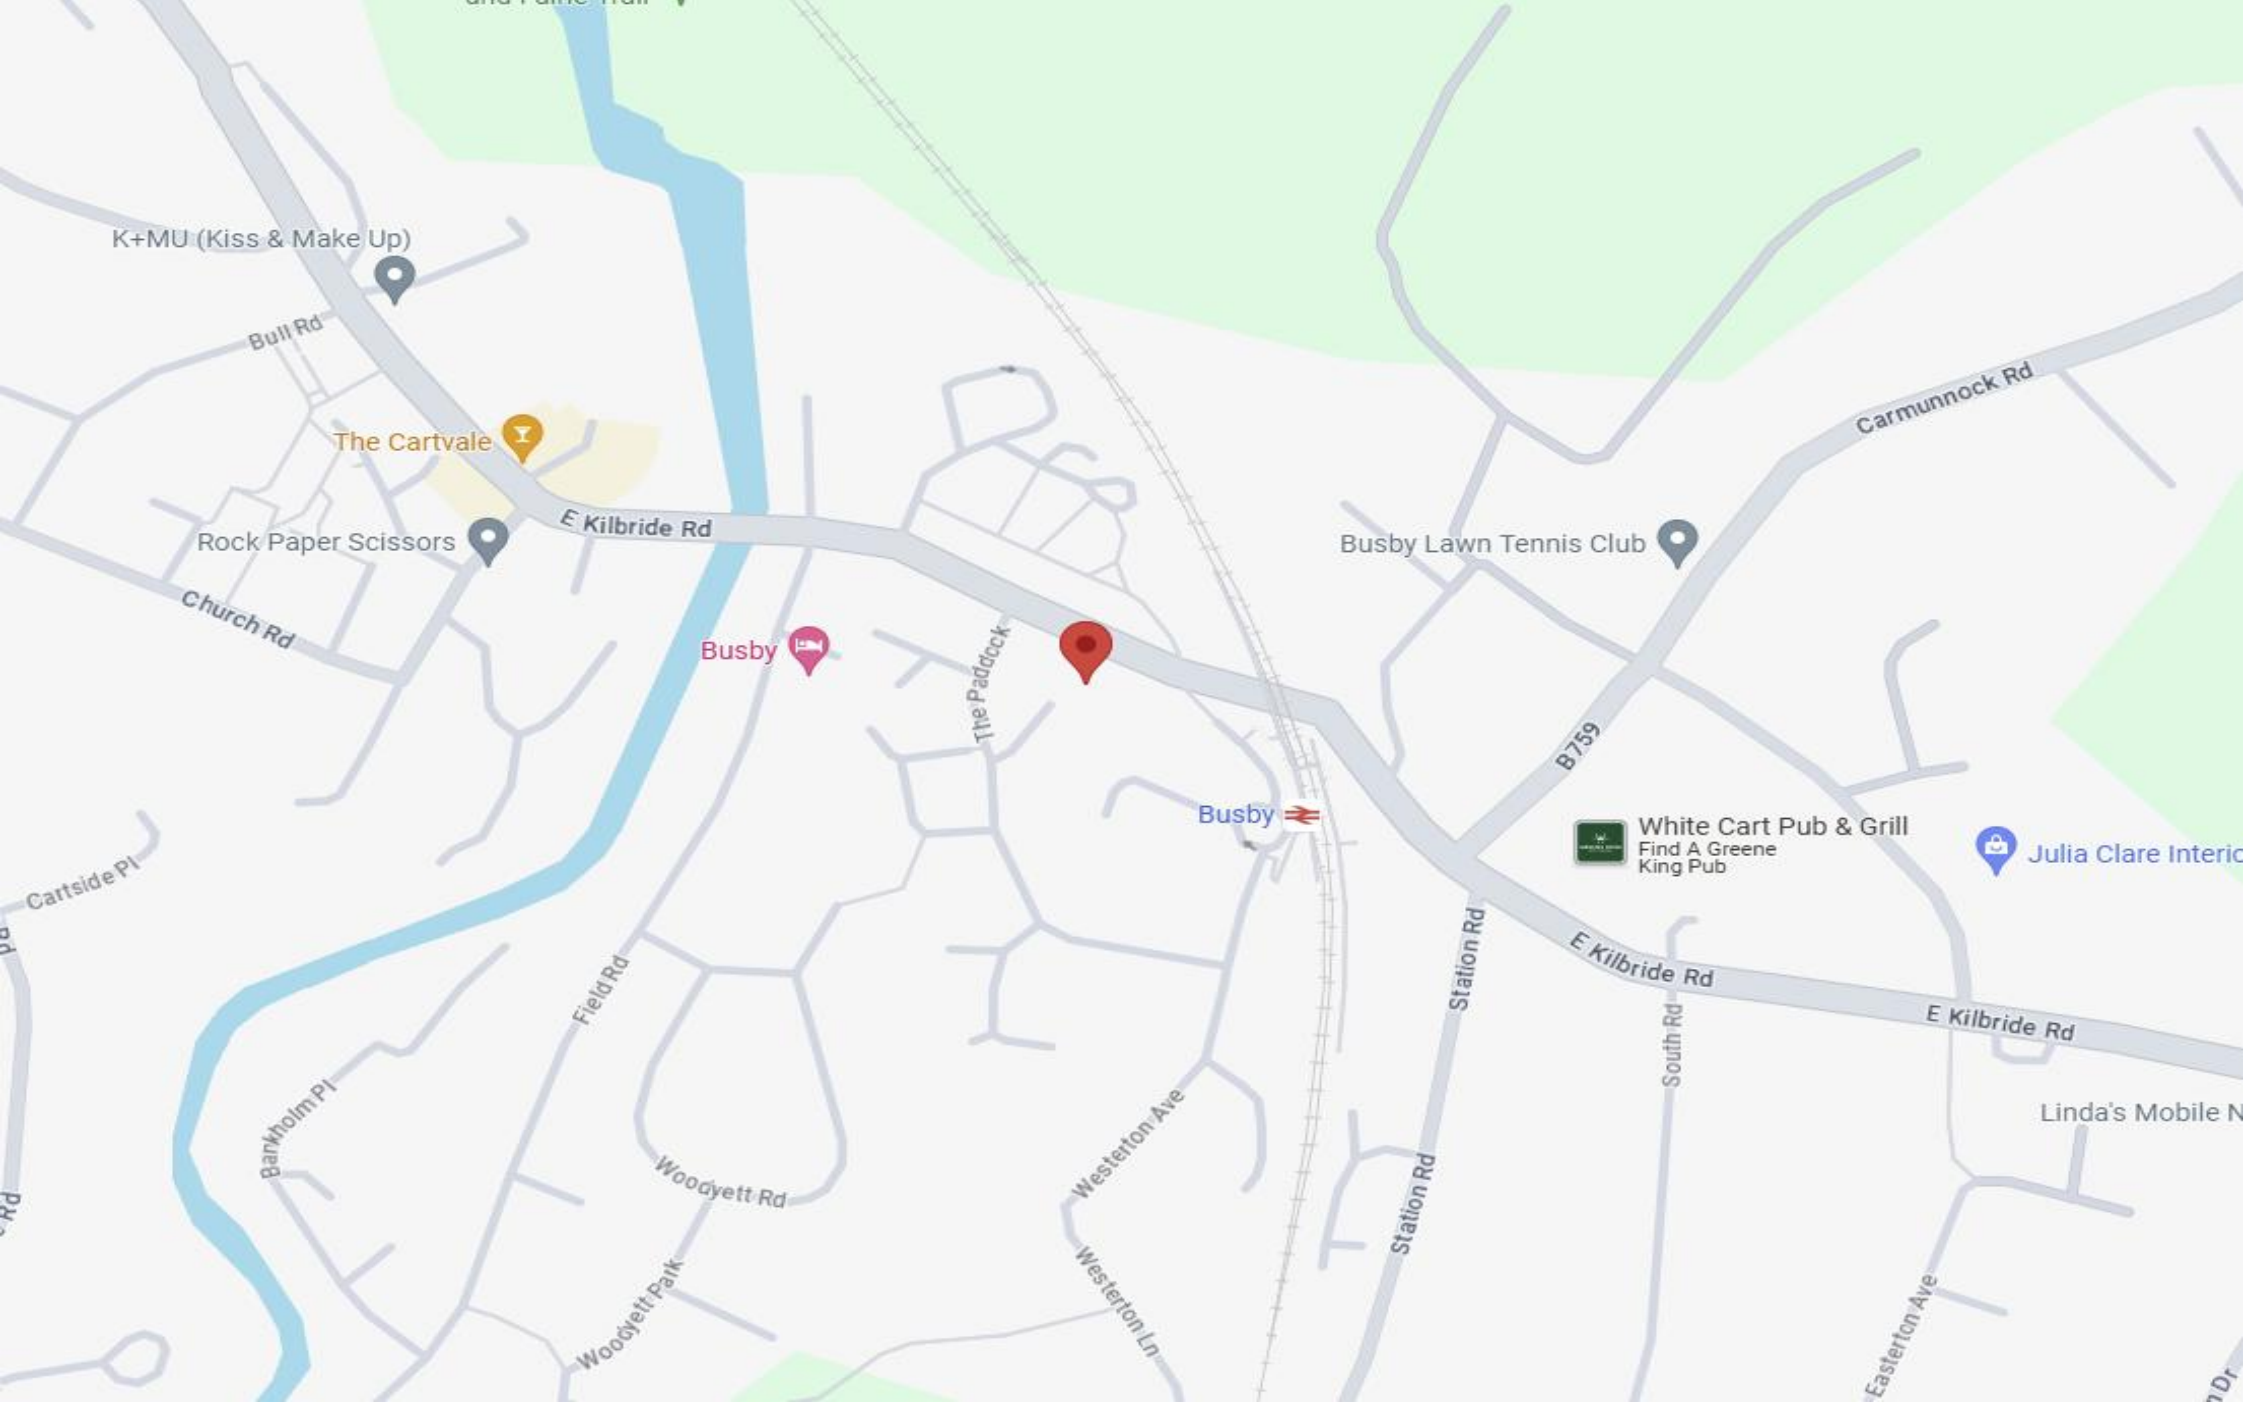 K+MU (Kiss & Make Up)
Bull Rd
The Cartvale
Carmunnock Rd
E Kilbride Rd
Rock Paper Scissors
Busby Lawn Tennis Club
Church Rd
Busby
The Paddock
B759
Busby
White Cart Pub & Grill
Find A Greene
King Pub
Julia Clare Interio
Cartside Pl
Rd
Station Rd
E Kilbride Rd
Field Rd
South Rd
E Kilbride Rd
Bankholm Pl
Linda's Mobile N
Westerton Ave
Woodyett Rd
Station Rd
Rd
Westerton Ln
Woodyett Park
Easterton Ave
Dr